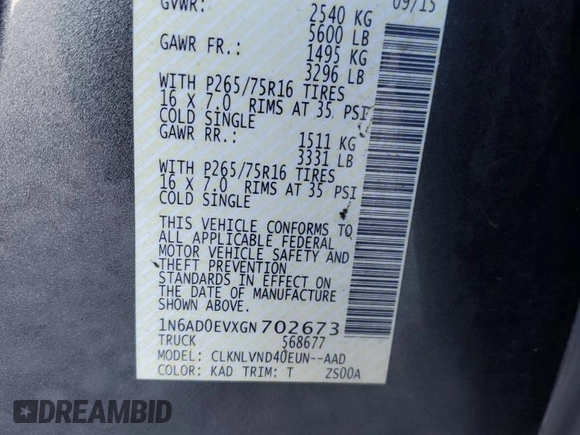 GVWR: 09/15
2540 KG
5600 LB
GAWR FR.: 1495 KG
3296 LB
WITH P265/75R16 TIRES
16 X 7.0 RIMS AT 35 PSI
COLD SINGLE
GAWR RR.: 1511 KG
3331 LB
WITH P265/75R16 TIRES
16 X 7.0 RIMS AT 35 PSI
COLD SINGLE
THIS VEHICLE CONFORMS TO
ALL APPLICABLE FEDERAL
MOTOR VEHICLE SAFETY AND
THEFT PREVENTION
STANDARDS IN EFFECT ON
THE DATE OF MANUFACTURE
SHOWN ABOVE.
1N6AD0EVXGN702673
TRUCK 568677
MODEL: CLKNLVND40EUN--AAD
COLOR: KAD TRIM: T ZS00A
DREAMBID